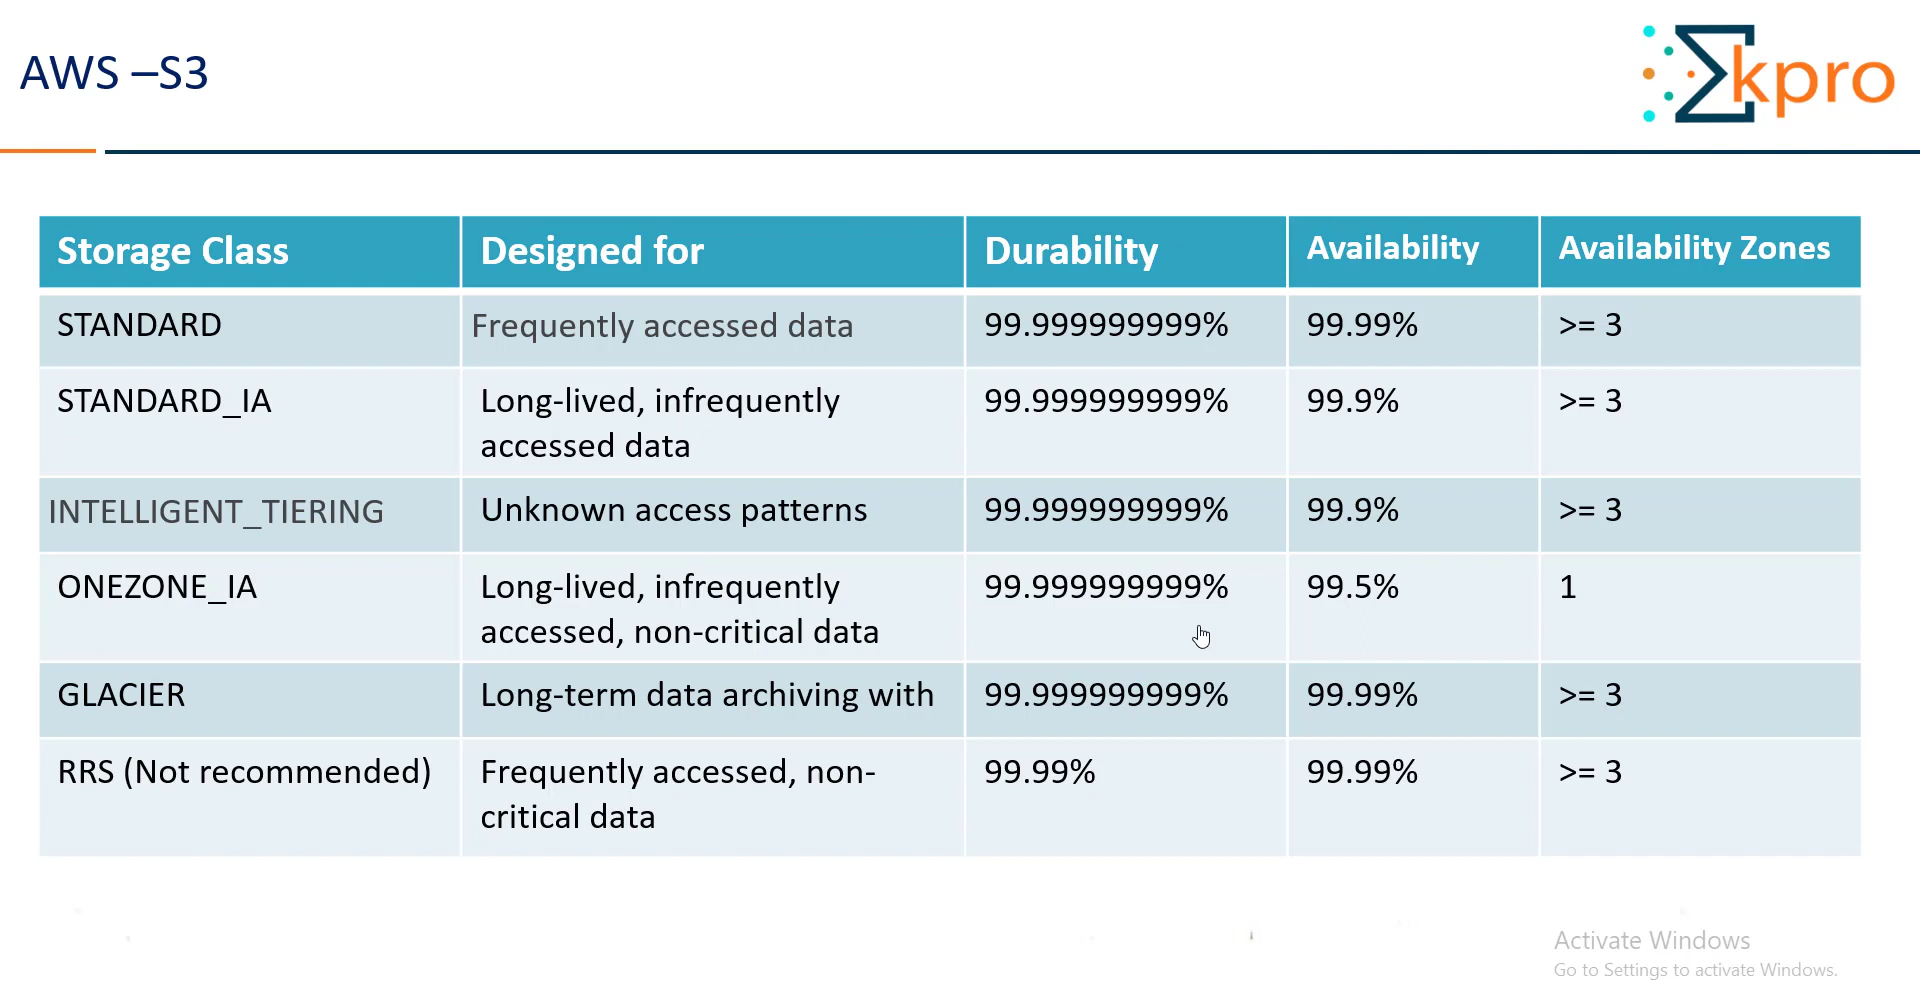 AWS –S3
Σkpro
Storage Class Designed for Durability Availability Availability Zones
STANDARD Frequently accessed data 99.999999999% 99.99% >= 3
STANDARD_IA Long-lived, infrequently 99.999999999% 99.9% >= 3
accessed data
INTELLIGENT_TIERING Unknown access patterns 99.999999999% 99.9% >= 3
ONEZONE_IA Long-lived, infrequently 99.999999999% 99.5% 1
accessed, non-critical data
GLACIER Long-term data archiving with 99.999999999% 99.99% >= 3
RRS (Not recommended) Frequently accessed, non- 99.99% 99.99% >= 3
critical data
Activate Windows
Go to Settings to activate Windows.